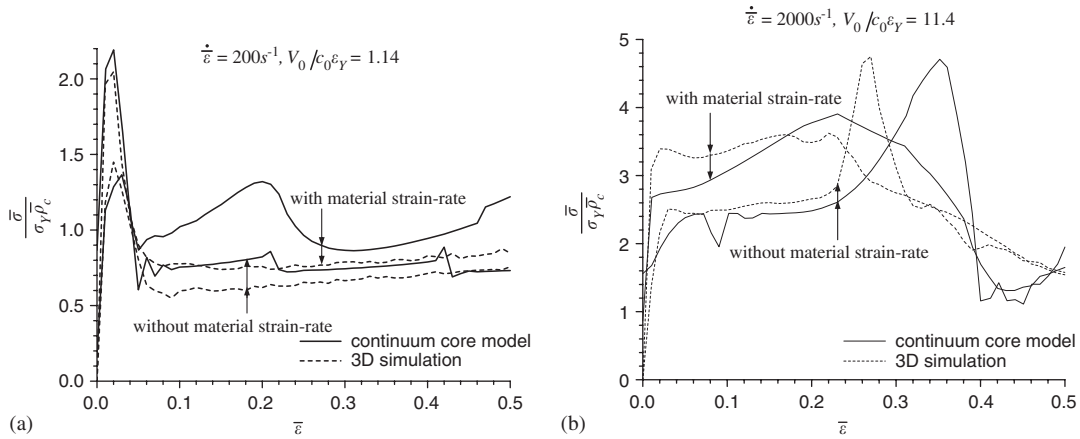 ε̇ = 200s⁻¹, V₀/c₀ε_Y = 1.14
2.0
1.5
1.0
0.5
0.0
σ̅
σ_Y ρ̅_c
with material strain-rate
without material strain-rate
continuum core model
3D simulation
0.0 0.1 0.2 0.3 0.4 0.5
ε̅
(a)
ε̇ = 2000s⁻¹, V₀/c₀ε_Y = 11.4
5
4
3
2
1
0
σ̅
σ_Y ρ̅_c
with material strain-rate
without material strain-rate
continuum core model
3D simulation
0.0 0.1 0.2 0.3 0.4 0.5
ε̅
(b)